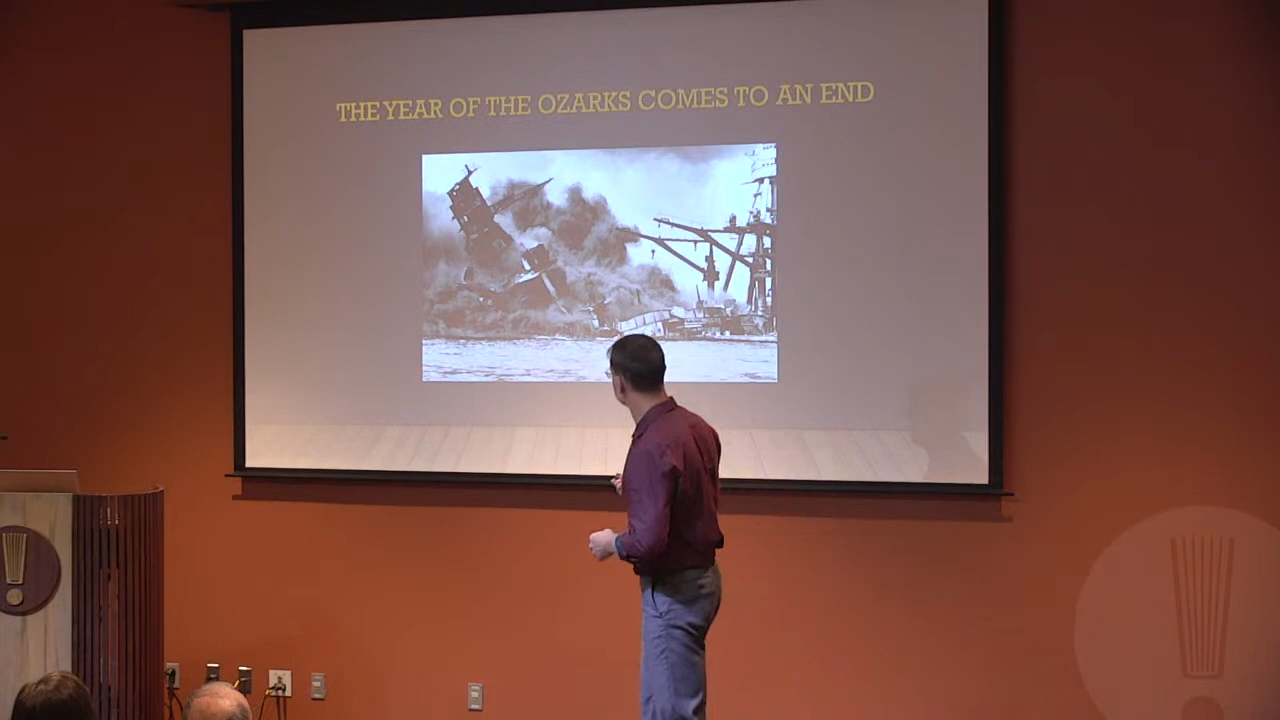 THE YEAR OF THE OZARKS COMES TO AN END